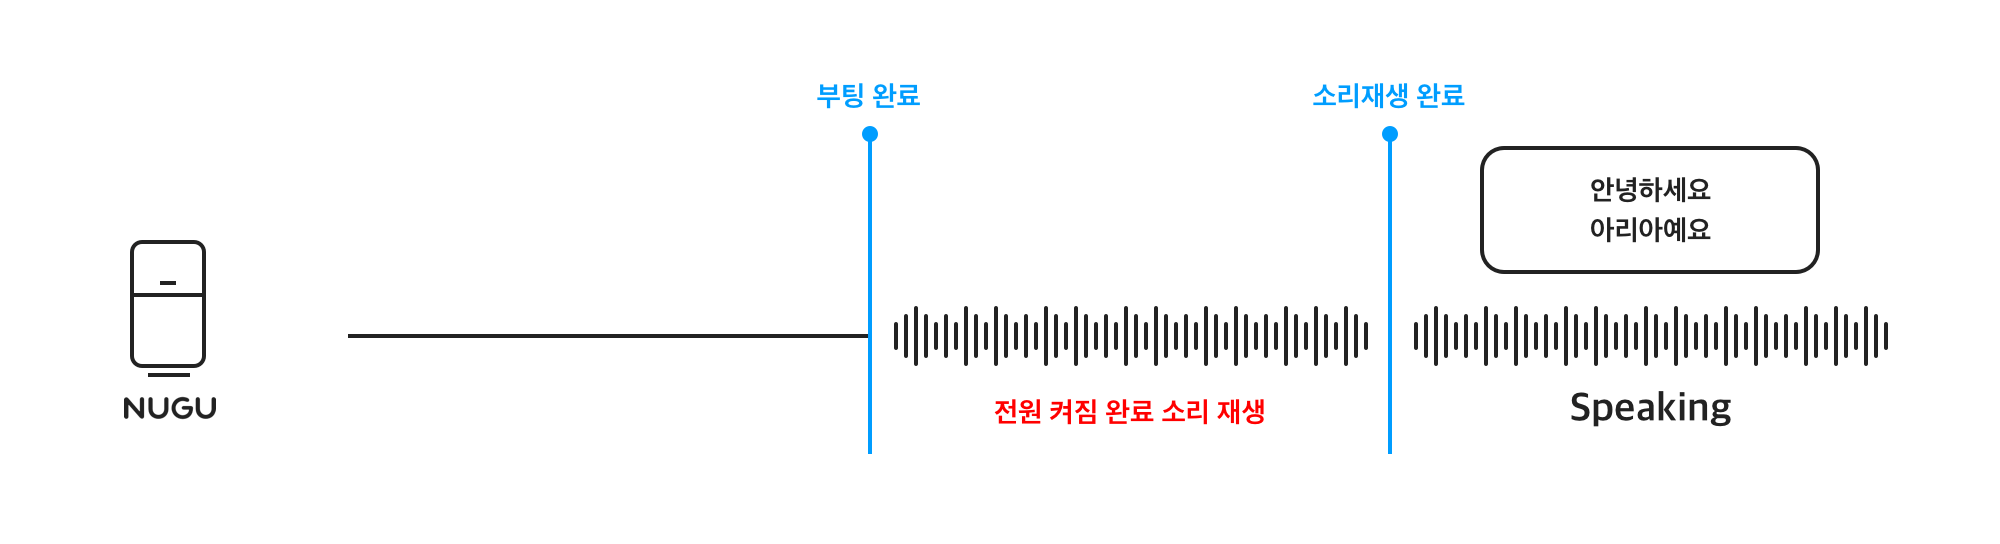 부팅 완료
소리재생 완료
안녕하세요
아리아예요
NUGU
전원 켜짐 완료 소리 재생
Speaking